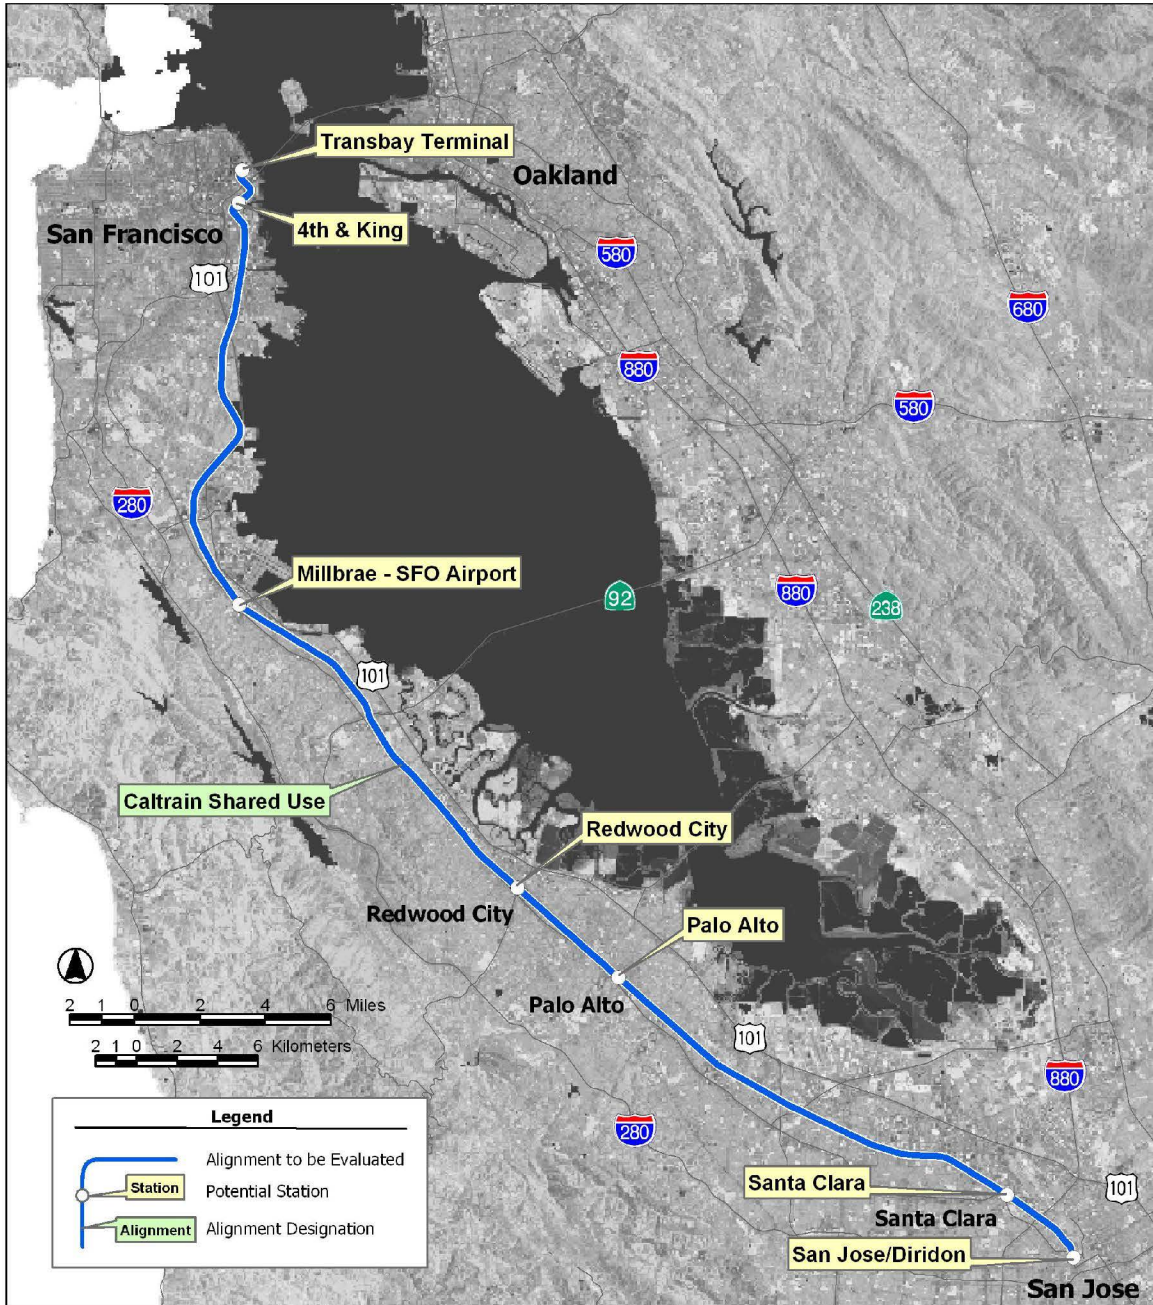 Transbay Terminal
Oakland
4th & King
San Francisco
580
101
680
880
580
280
Millbrae - SFO Airport
92
880
238
101
Caltrain Shared Use
Redwood City
Redwood City
Palo Alto
Palo Alto
2 1 0 2 4 6 Miles
2 1 0 2 4 6 Kilometers
101
880
280
Legend
Alignment to be Evaluated
Station Potential Station
Alignment Alignment Designation
Santa Clara
101
Santa Clara
San Jose/Diridon
San Jose